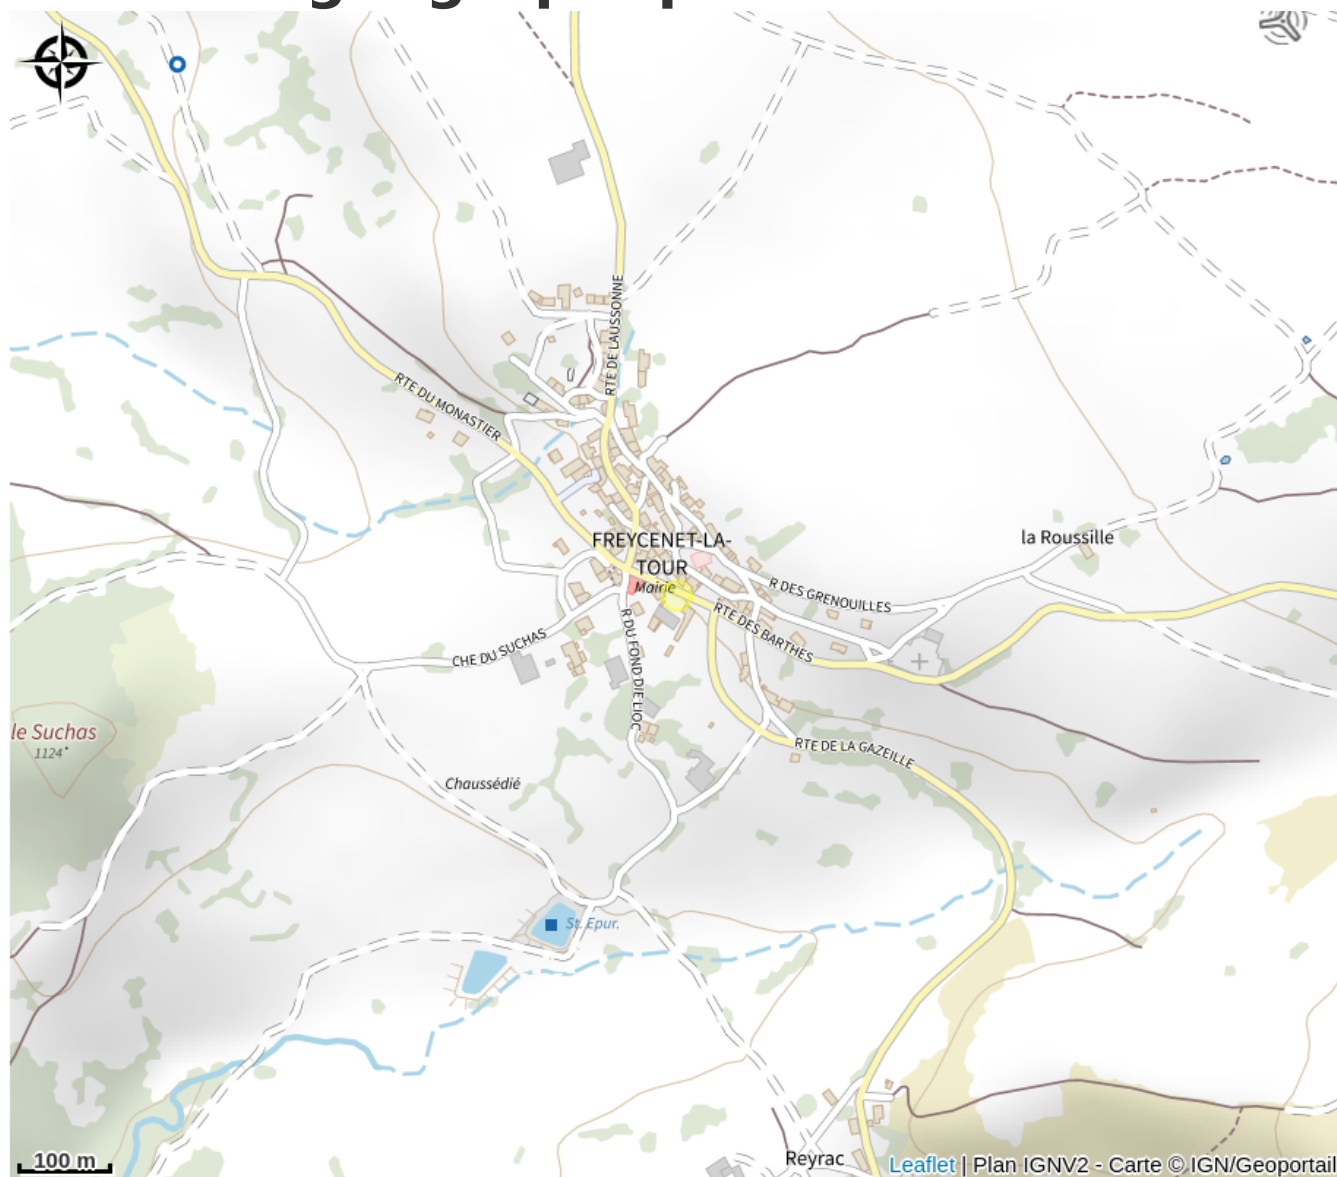 RTE DE LAUSSONNE
RTE DU MONASTIER
FREYCENET-LA-
TOUR
Mairie
la Roussille
R DES GRENOUILLES
RTE DES BARTHES
CHE DU SUCHAS
R DU FOND DIELIOC
le Suchas
1124
RTE DE LA GAZEILLE
Chaussédié
St. Epur.
Reyrac
100 m
Leaflet | Plan IGNV2 - Carte © IGN/Geoportail